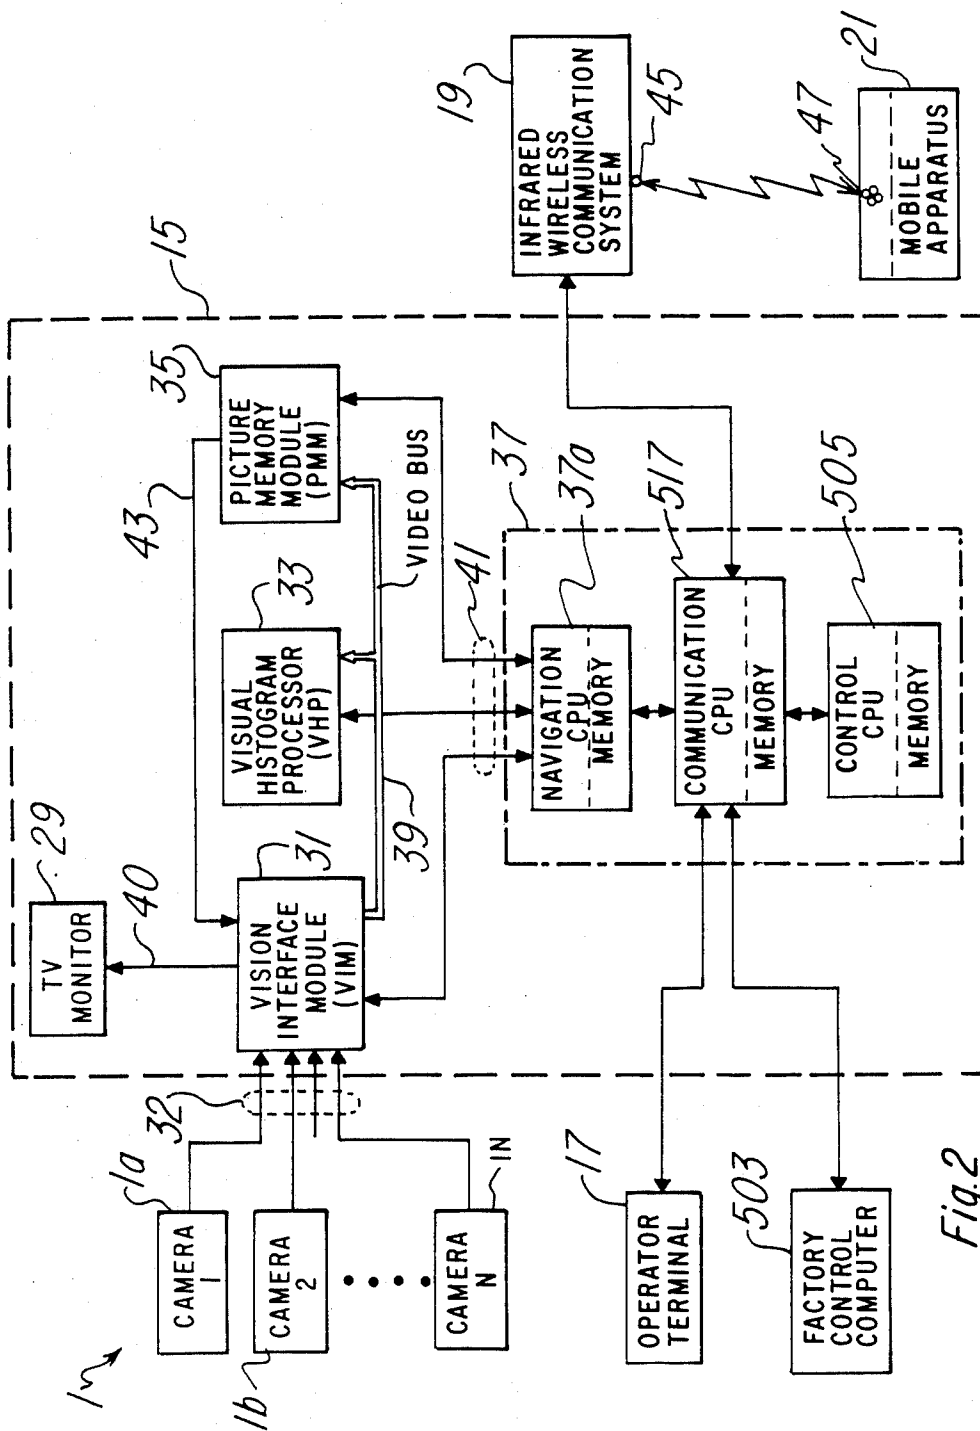 1
CAMERA
1
1a
CAMERA
2
1b
CAMERA
N
1N
32
TV
MONITOR
29
40
43
15
VISION
INTERFACE
MODULE
(VIM)
31
VISUAL
HISTOGRAM
PROCESSOR
(VHP)
33
PICTURE
MEMORY
MODULE
(PMM)
35
39
VIDEO BUS
41
NAVIGATION
CPU
MEMORY
37
37a
COMMUNICATION
CPU
MEMORY
517
CONTROL
CPU
MEMORY
505
INFRARED
WIRELESS
COMMUNICATION
SYSTEM
19
45
47
MOBILE
APPARATUS
21
OPERATOR
TERMINAL
17
FACTORY
CONTROL
COMPUTER
503
Fig.2